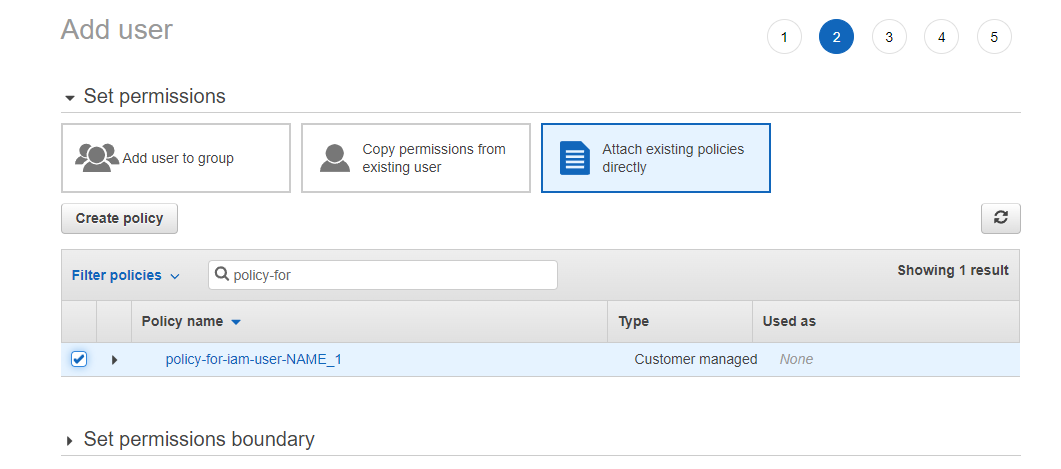 Add user
1 2 3 4 5
Set permissions
Add user to group
Copy permissions from
existing user
Attach existing policies
directly
Create policy
Filter policies
policy-for
Showing 1 result
Policy name Type Used as
policy-for-iam-user-NAME_1 Customer managed None
Set permissions boundary